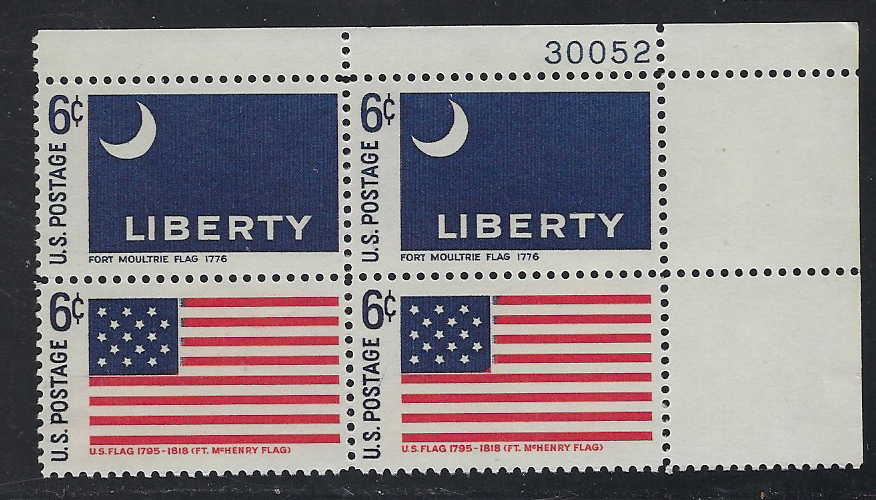 30052
6¢ U.S. POSTAGE
LIBERTY
FORT MOULTRIE FLAG 1776
6¢ U.S. POSTAGE
LIBERTY
FORT MOULTRIE FLAG 1776
6¢ U.S. POSTAGE
U.S. FLAG 1795-1818 (FT. McHENRY FLAG)
6¢ U.S. POSTAGE
U.S. FLAG 1795-1818 (FT. McHENRY FLAG)